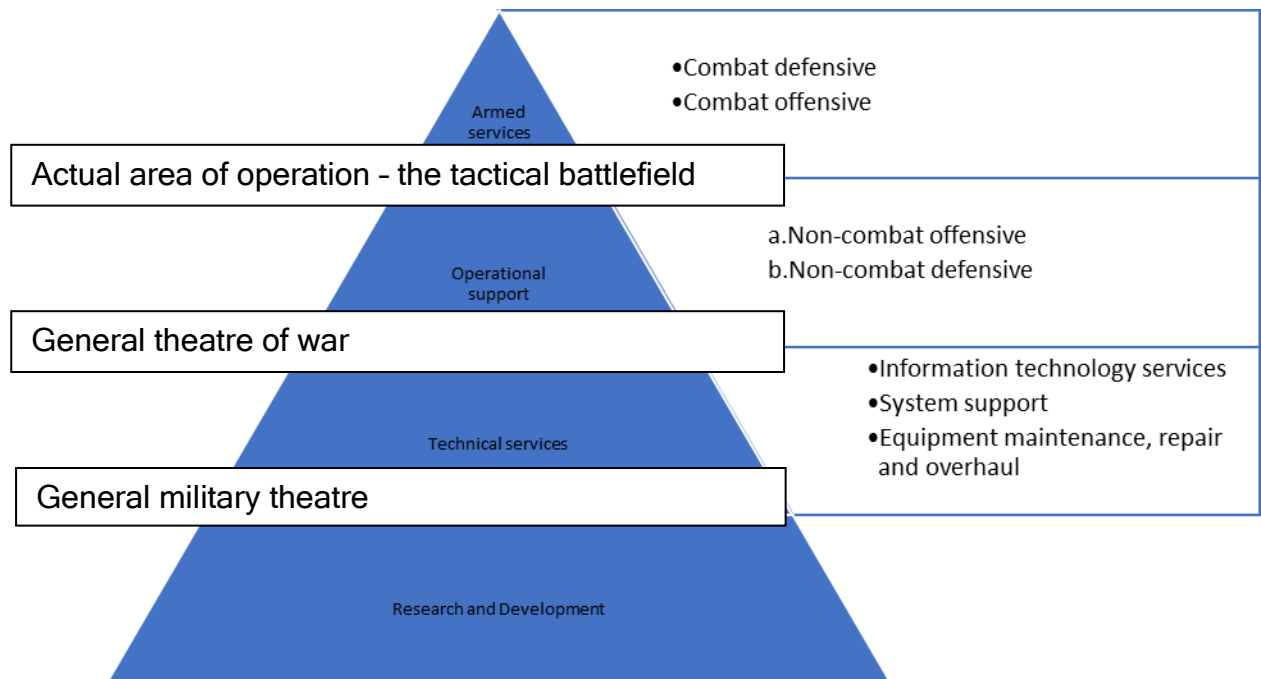 •Combat defensive
•Combat offensive
Armed
services
Actual area of operation - the tactical battlefield
a.Non-combat offensive
b.Non-combat defensive
Operational
support
General theatre of war
•Information technology services
•System support
•Equipment maintenance, repair
and overhaul
Technical services
General military theatre
Research and Development